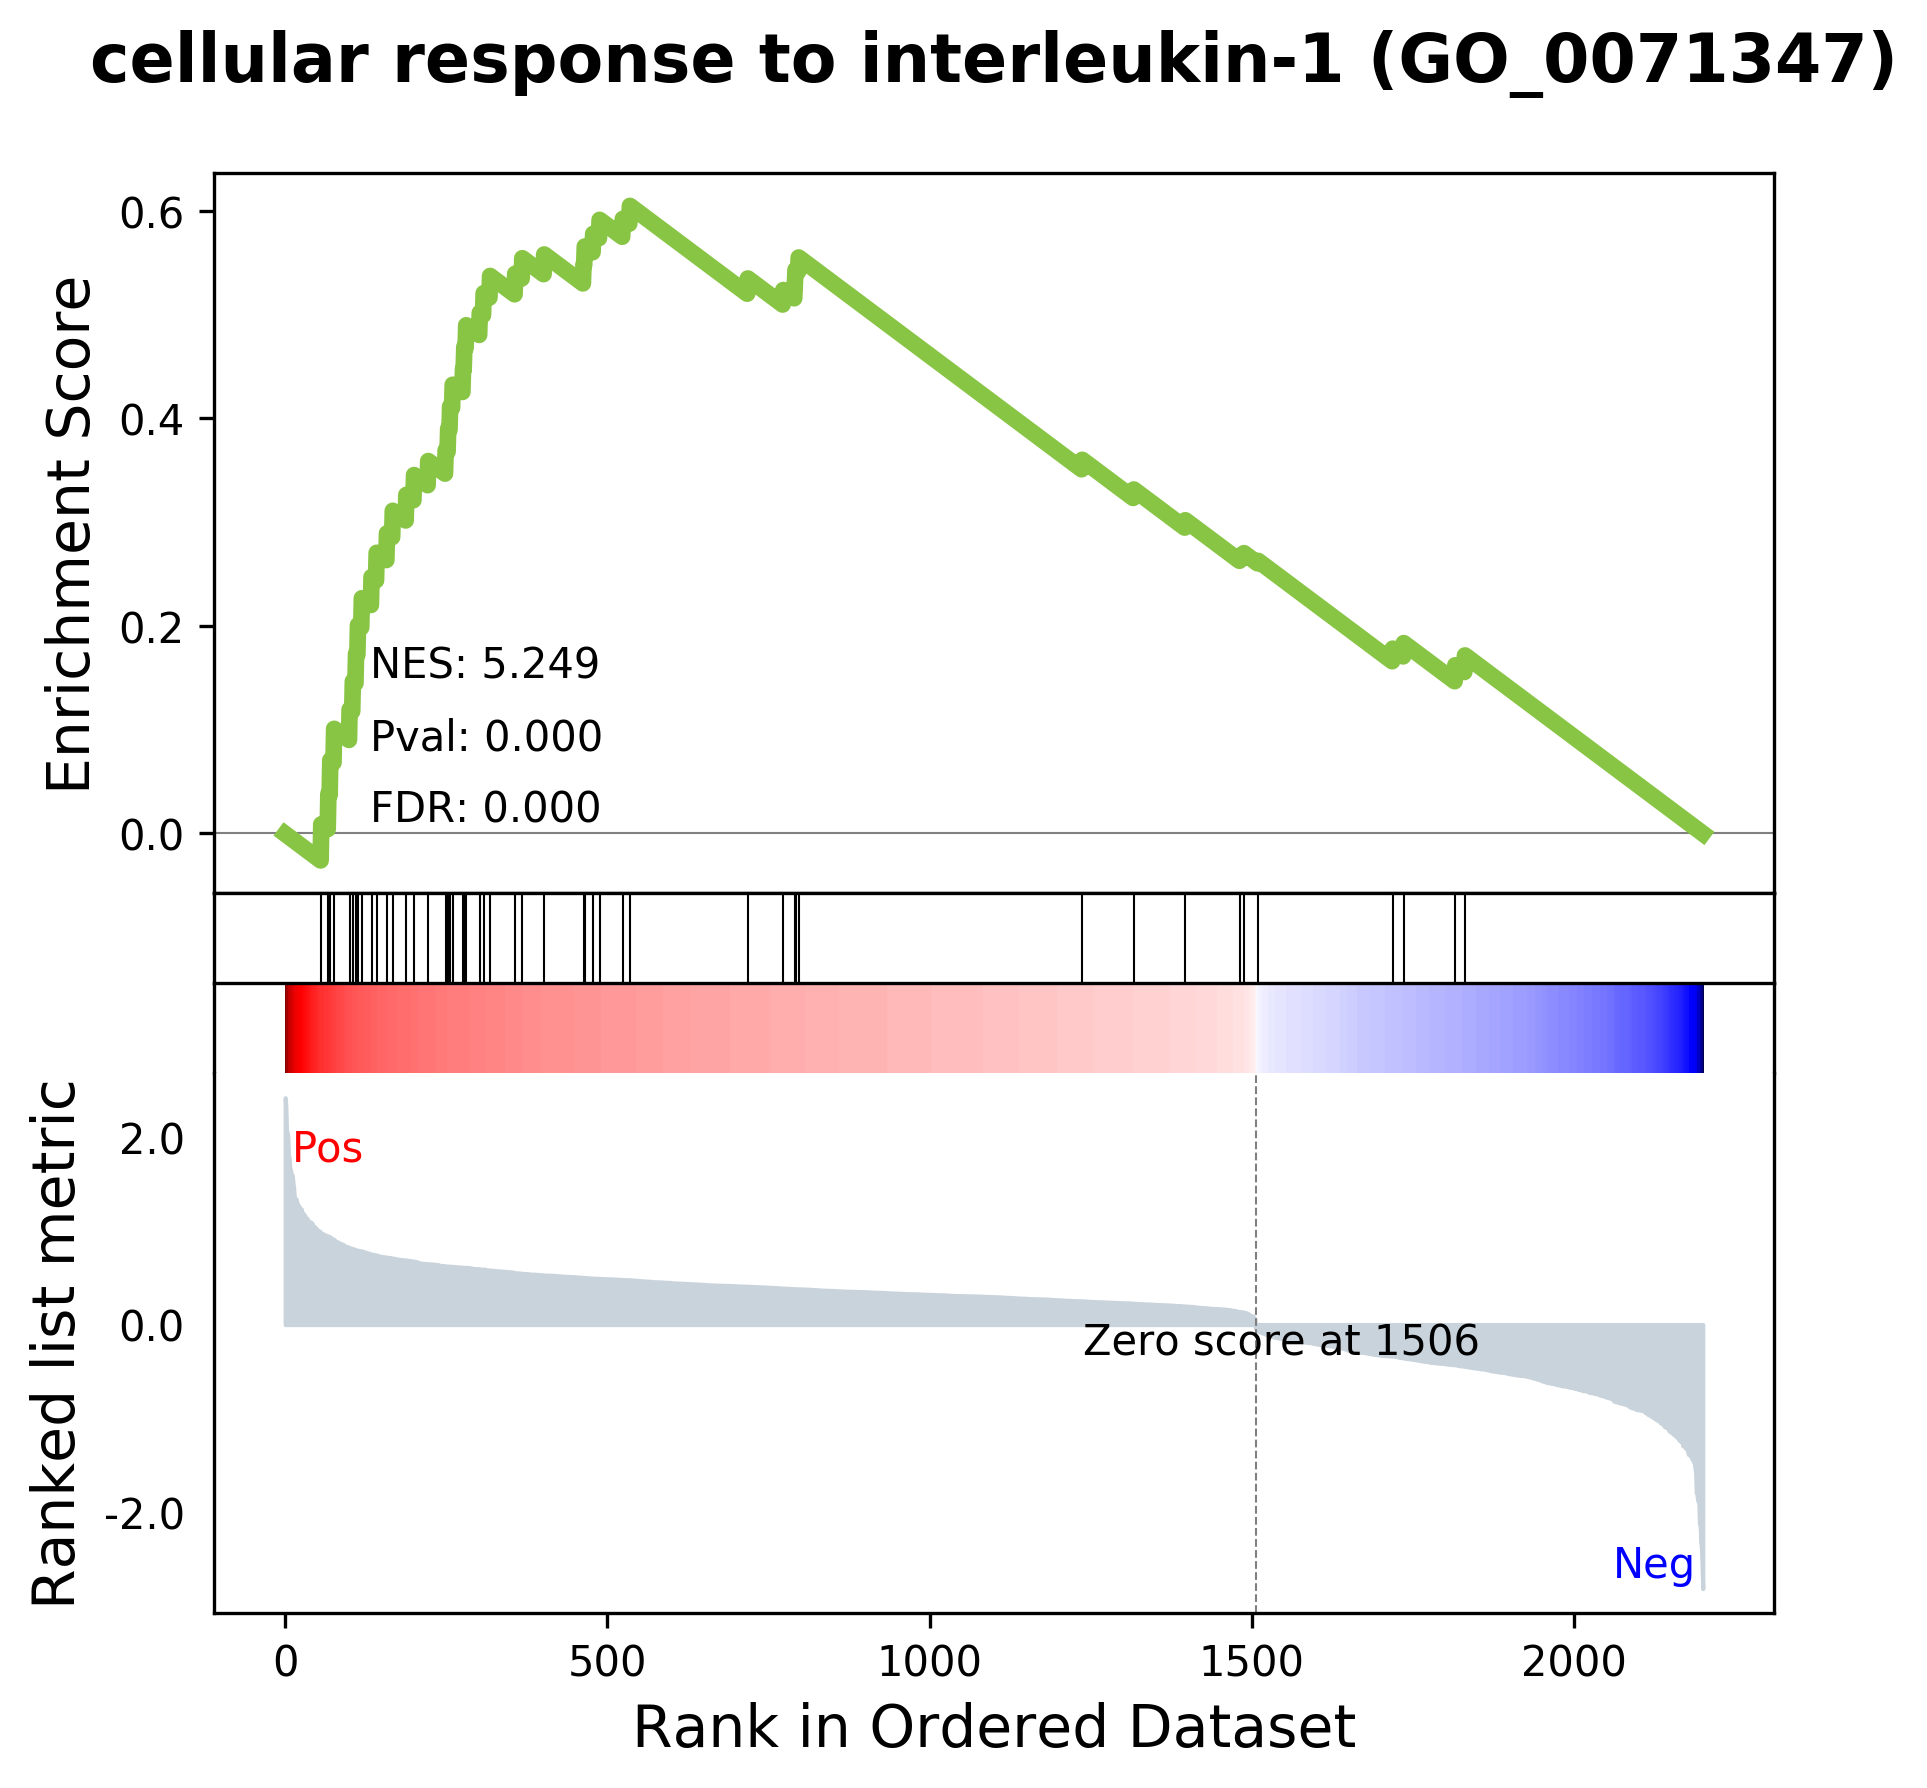 cellular response to interleukin-1 (GO_0071347)
Enrichment Score
0.6
0.4
0.2
0.0
NES: 5.249
Pval: 0.000
FDR: 0.000
Ranked list metric
2.0
0.0
-2.0
Pos
Zero score at 1506
Neg
0 500 1000 1500 2000
Rank in Ordered Dataset